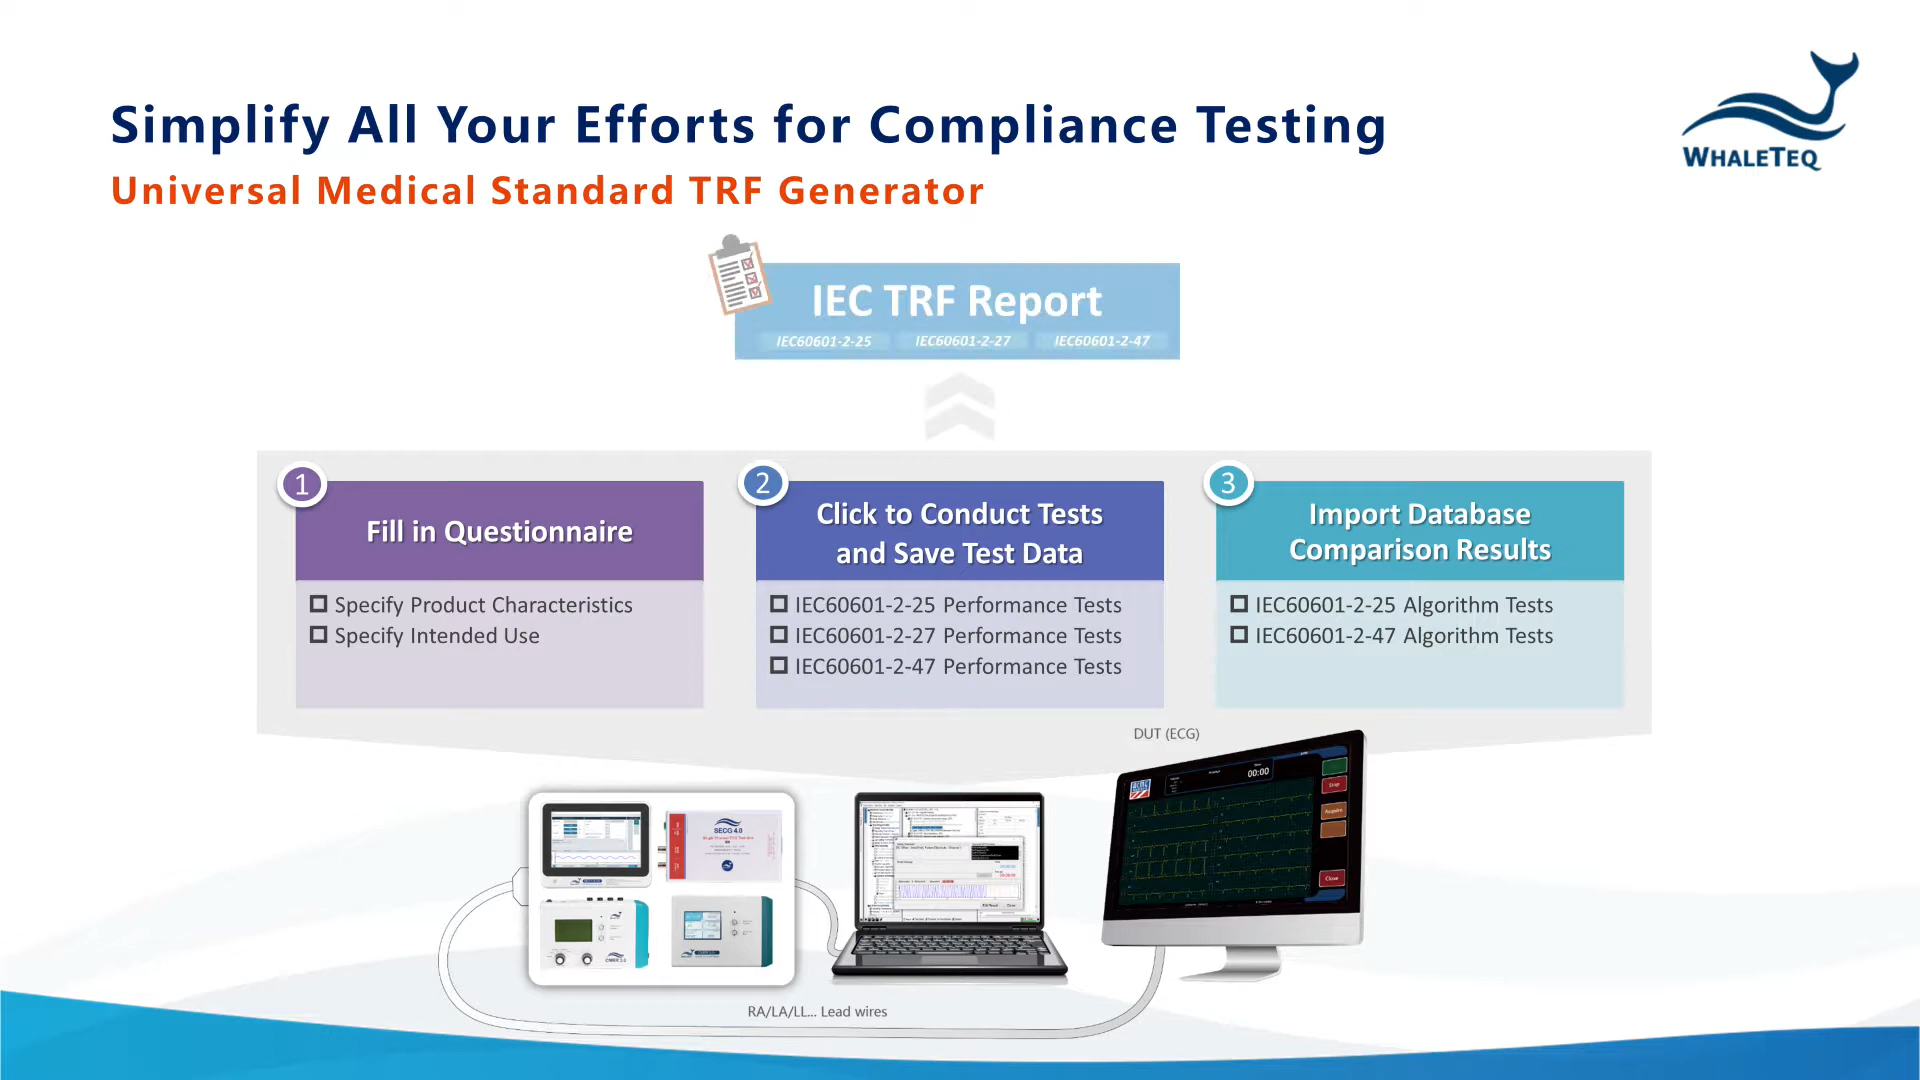 Simplify All Your Efforts for Compliance Testing
Universal Medical Standard TRF Generator
WHALETEQ
IEC TRF Report
IEC60601-2-25 IEC60601-2-27 IEC60601-2-47
1
Fill in Questionnaire
Specify Product Characteristics
Specify Intended Use
2
Click to Conduct Tests
and Save Test Data
IEC60601-2-25 Performance Tests
IEC60601-2-27 Performance Tests
IEC60601-2-47 Performance Tests
3
Import Database
Comparison Results
IEC60601-2-25 Algorithm Tests
IEC60601-2-47 Algorithm Tests
DUT (ECG)
00:00
Stop
Acquire
Close
SECG 4.0
RA/LA/LL... Lead wires